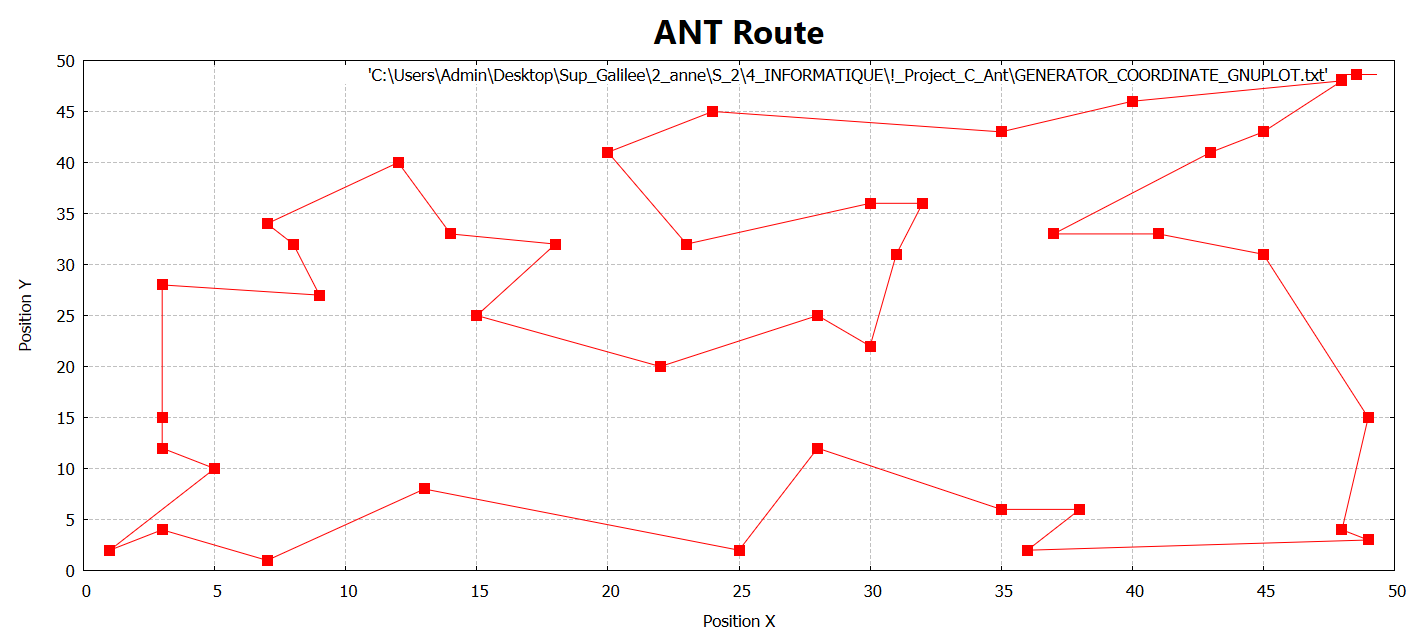 ANT Route
'C:\Users\Admin\Desktop\Sup_Galilee\2_anne\S_2\4_INFORMATIQUE\!_Project_C_Ant\GENERATOR_COORDINATE_GNUPLOT.txt'
50
45
40
35
30
25
20
15
10
5
0
Position Y
0 5 10 15 20 25 30 35 40 45 50
Position X